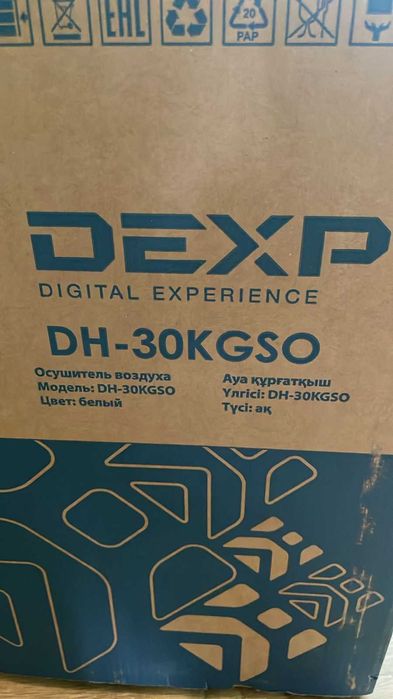 EAC
20
PAP
DEXP
DIGITAL EXPERIENCE
DH-30KGSO
Осушитель воздуха
Модель: DH-30KGSO
Цвет: белый
Ауа құрғатқыш
Үлгісі: DH-30KGSO
Түсі: ақ